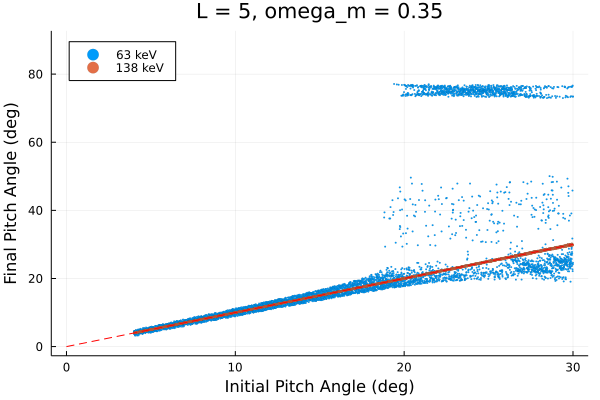 L = 5, omega_m = 0.35
63 keV
138 keV
Final Pitch Angle (deg)
80
60
40
20
0
0 10 20 30
Initial Pitch Angle (deg)